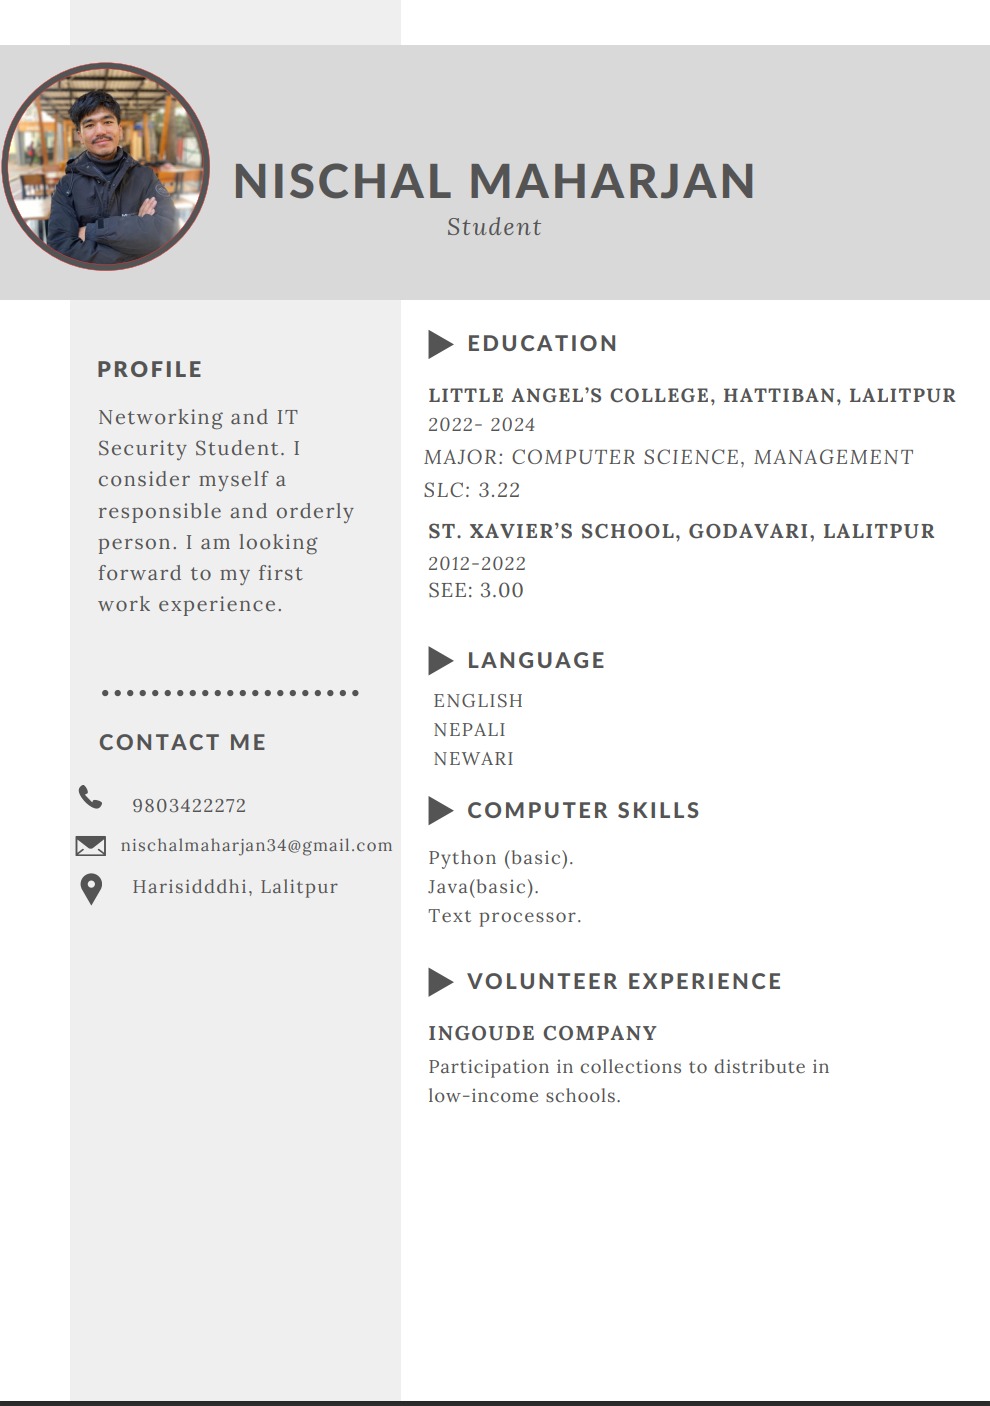 NISCHAL MAHARJAN
Student
PROFILE
Networking and IT
Security Student. I
consider myself a
responsible and orderly
person. I am looking
forward to my first
work experience.
CONTACT ME
9803422272
nischalmaharjan34@gmail.com
Harisidddhi, Lalitpur
EDUCATION
LITTLE ANGEL’S COLLEGE, HATTIBAN, LALITPUR
2022- 2024
MAJOR: COMPUTER SCIENCE, MANAGEMENT
SLC: 3.22
ST. XAVIER’S SCHOOL, GODAVARI, LALITPUR
2012-2022
SEE: 3.00
LANGUAGE
ENGLISH
NEPALI
NEWARI
COMPUTER SKILLS
Python (basic).
Java(basic).
Text processor.
VOLUNTEER EXPERIENCE
INGOUDE COMPANY
Participation in collections to distribute in
low-income schools.